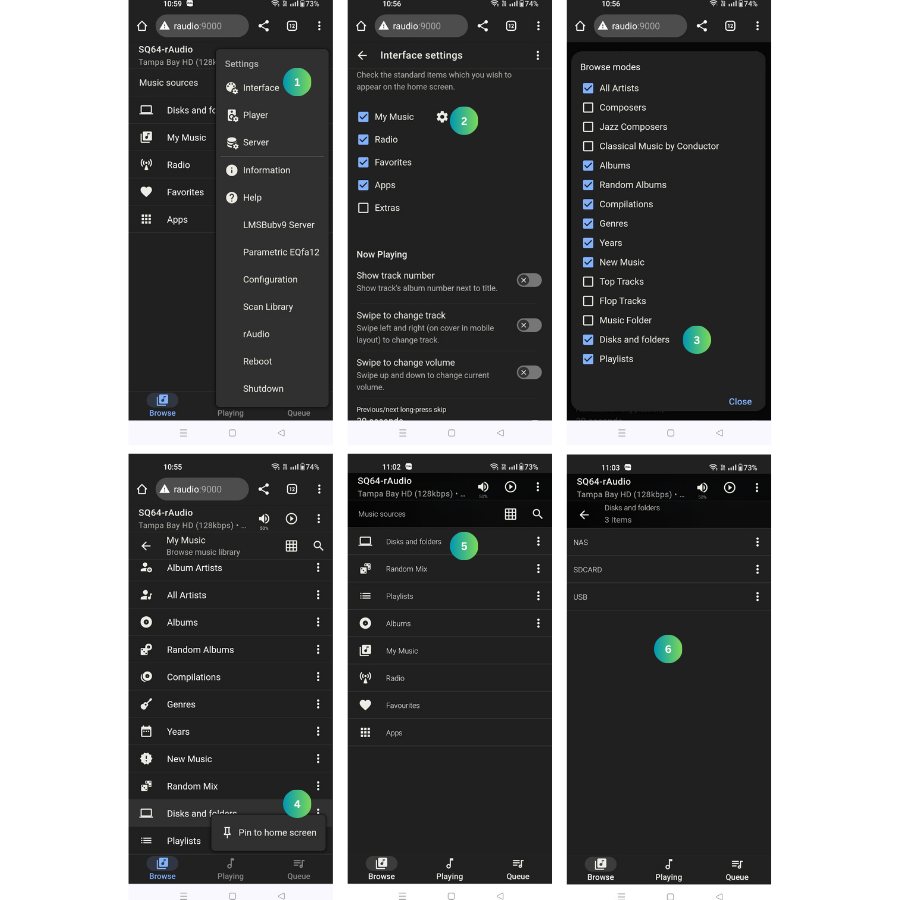 10:59
73%
raudio:9000
12
SQ64-rAudio
Tampa Bay HD (128k
Music sources
Disks and fo
My Music
Radio
Favorites
Apps
Settings
Interface
1
Player
Server
Information
Help
LMSBubv9 Server
Parametric EQfa12
Configuration
Scan Library
rAudio
Reboot
Shutdown
Browse
Playing
Queue
10:56
74%
raudio:9000
12
Interface settings
Check the standard items which you wish to
appear on the home screen.
My Music
2
Radio
Favorites
Apps
Extras
Now Playing
Show track number
Show track's album number next to title.
Swipe to change track
Swipe left and right (on cover in mobile
layout) to change track.
Swipe to change volume
Swipe up and down to change current
volume.
Previous/next long-press skip
10:56
74%
raudio:9000
12
Browse modes
All Artists
Composers
Jazz Composers
Classical Music by Conductor
Albums
Random Albums
Compilations
Genres
Years
New Music
Top Tracks
Flop Tracks
Music Folder
Disks and folders
3
Playlists
Close
10:55
74%
raudio:9000
12
SQ64-rAudio
Tampa Bay HD (128kbps) • ...
50%
My Music
Browse music library
Album Artists
All Artists
Albums
Random Albums
Compilations
Genres
Years
New Music
Random Mix
Disks and folders
4
Pin to home screen
Playlists
Browse
Playing
Queue
11:02
73%
SQ64-rAudio
Tampa Bay HD (128kbps) • ...
50%
Music sources
Disks and folders
5
Random Mix
Playlists
Albums
My Music
Radio
Favourites
Apps
Browse
Playing
Queue
11:03
73%
SQ64-rAudio
Tampa Bay HD (128kbps) • ...
50%
Disks and folders
3 Items
NAS
SDCARD
USB
6
Browse
Playing
Queue